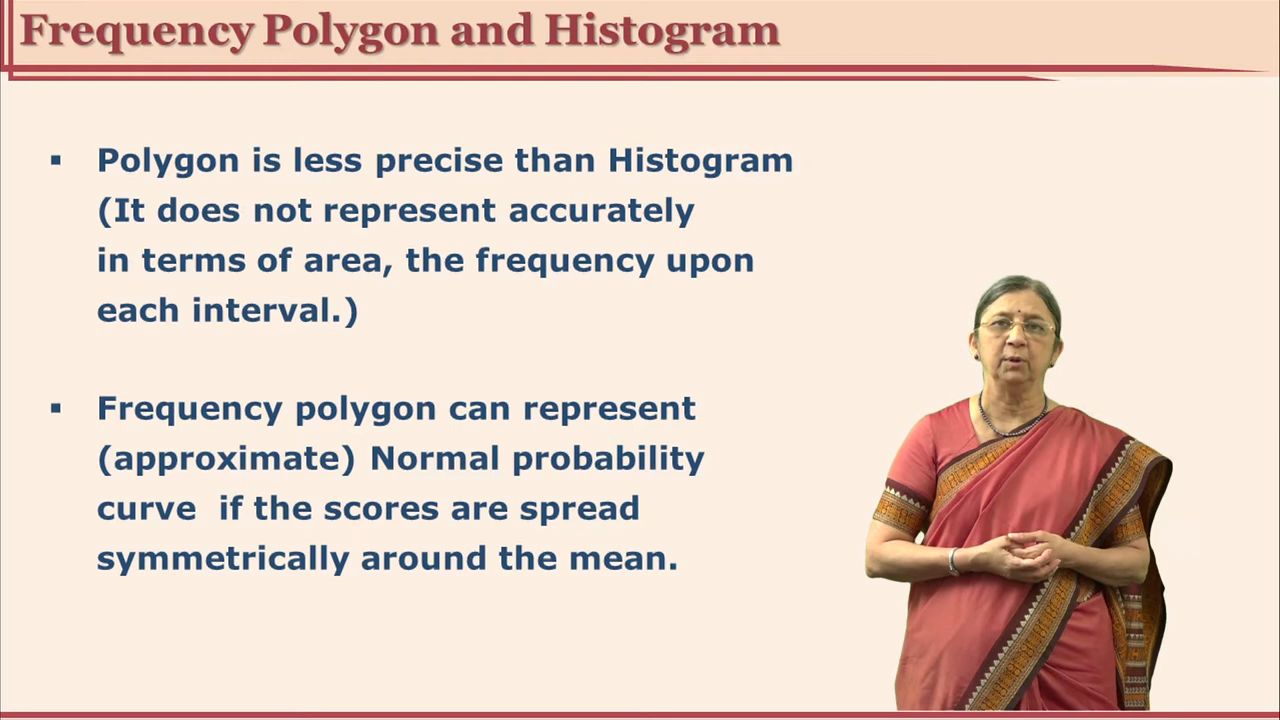 Frequency Polygon and Histogram
▪ Polygon is less precise than Histogram
(It does not represent accurately
in terms of area, the frequency upon
each interval.)
▪ Frequency polygon can represent
(approximate) Normal probability
curve  if the scores are spread
symmetrically around the mean.